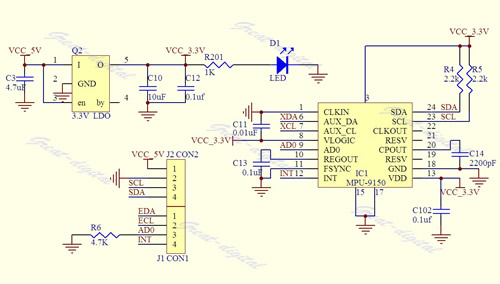 Great-digital
VCC_5V
Q2
VCC_3.3V
1 I O 5
2 GND
3 en by 4
3.3V LDO
C3
4.7uF
C10
10uF
C12
0.1uf
R201
1K
D1
LED
VCC_3.3V
R4
2.2k
R5
2.2k
3
C11
0.01uF
XDA
XCL
VCC_3.3V
AD0
C13
0.1uF
INT
1 CLKIN SDA 24 SDA
6 AUX_DA SCL 23 SCL
7 AUX_CL CLKOUT 22
8 VLOGIC RESV 21
9 AD0 CPOUT 20
10 REGOUT RESV 19
11 FSYNC GND 18
12 INT VDD 13
IC1
MPU-9150
15
17
C14
2200pF
VCC_3.3V
C102
0.1uf
VCC_5V
J2 CON2
1
2
SCL 3
SDA 4
EDA 1
ECL 2
AD0 3
INT 4
R6
4.7K
J1 CON1
Great-digital